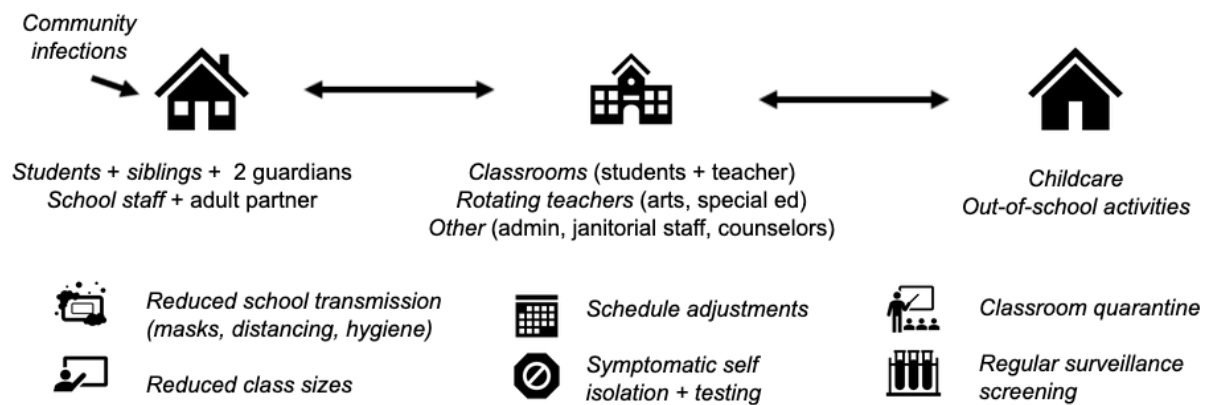 Community
infections
Students + siblings + 2 guardians
School staff + adult partner
Classrooms (students + teacher)
Rotating teachers (arts, special ed)
Other (admin, janitorial staff, counselors)
Childcare
Out-of-school activities
Reduced school transmission
(masks, distancing, hygiene)
Schedule adjustments
Classroom quarantine
Reduced class sizes
Symptomatic self
isolation + testing
Regular surveillance
screening